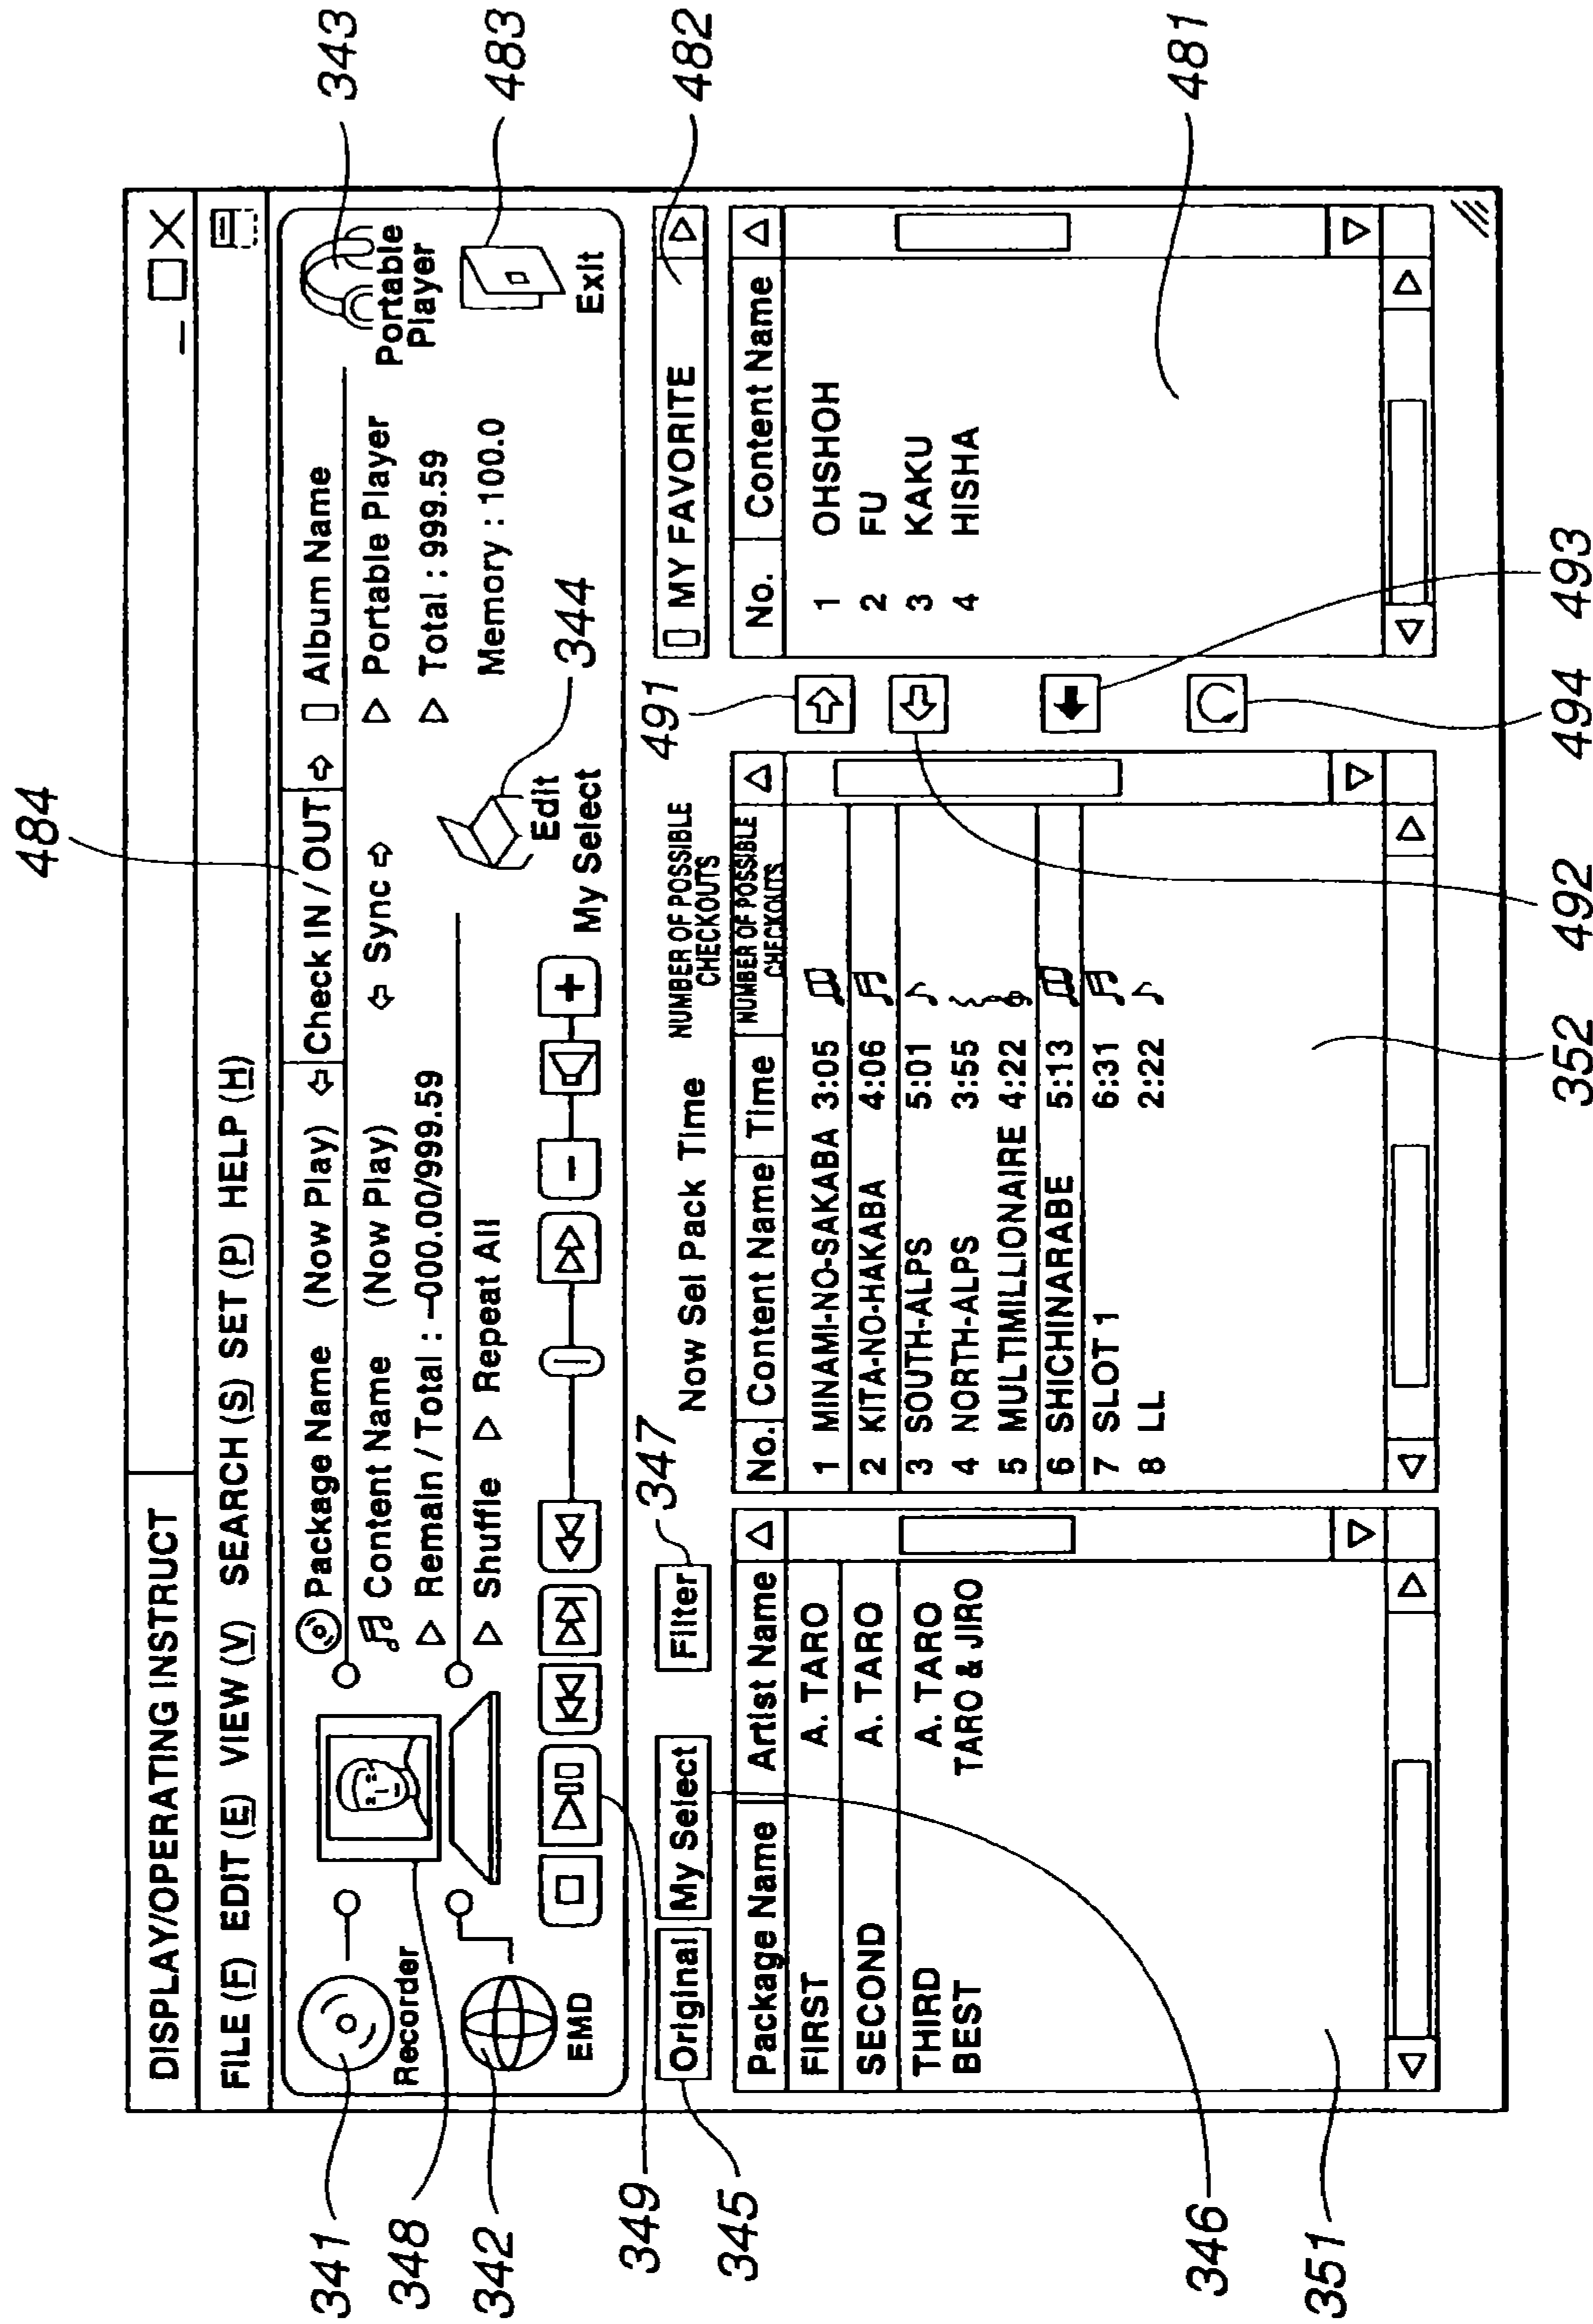 484
343
483
482
DISPLAY/OPERATING INSTRUCT
FILE (F) EDIT (E) VIEW (V) SEARCH (S) SET (P) HELP (H)
Package Name (Now Play) Check IN / OUT Album Name
Content Name (Now Play) Sync Portable Player
Remain / Total : -000.00/999.59 Total : 999.59
Shuffle Repeat All Memory : 100.0
Recorder
EMD
Edit
My Select
Portable
Player
Exit
341
348
342
349
345
344
347
491
Original My Select Filter
Now Sel Pack Time NUMBER OF POSSIBLE
CHECKOUTS
MY FAVORITE
Package Name Artist Name
FIRST A. TARO
SECOND A. TARO
THIRD A. TARO
BEST TARO & JIRO
No. Content Name Time NUMBER OF POSSIBLE
CHECKOUTS
1 MINAMI-NO-SAKABA 3:05
2 KITA-NO-HAKABA 4:06
3 SOUTH-ALPS 5:01
4 NORTH-ALPS 3:55
5 MULTIMILLIONAIRE 4:22
6 SHICHINARABE 5:13
7 SLOT 1 6:31
8 LL 2:22
No. Content Name
1 OHSHOH
2 FU
3 KAKU
4 HISHA
346
351
352
492
494
493
481